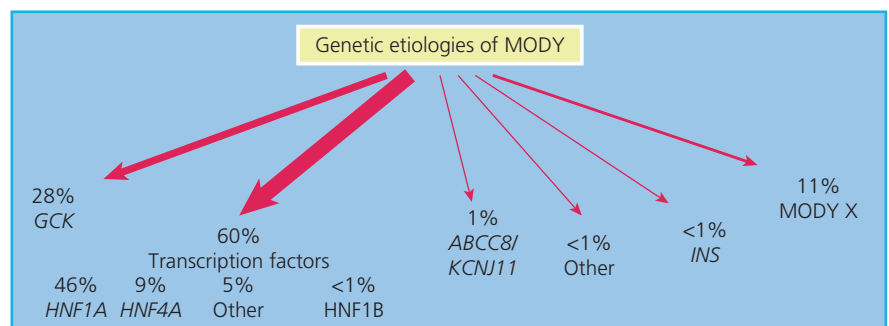 Genetic etiologies of MODY
28%
GCK
60%
Transcription factors
46%
HNF1A
9%
HNF4A
5%
Other
<1%
HNF1B
1%
ABCC8/
KCNJ11
<1%
Other
<1%
INS
11%
MODY X